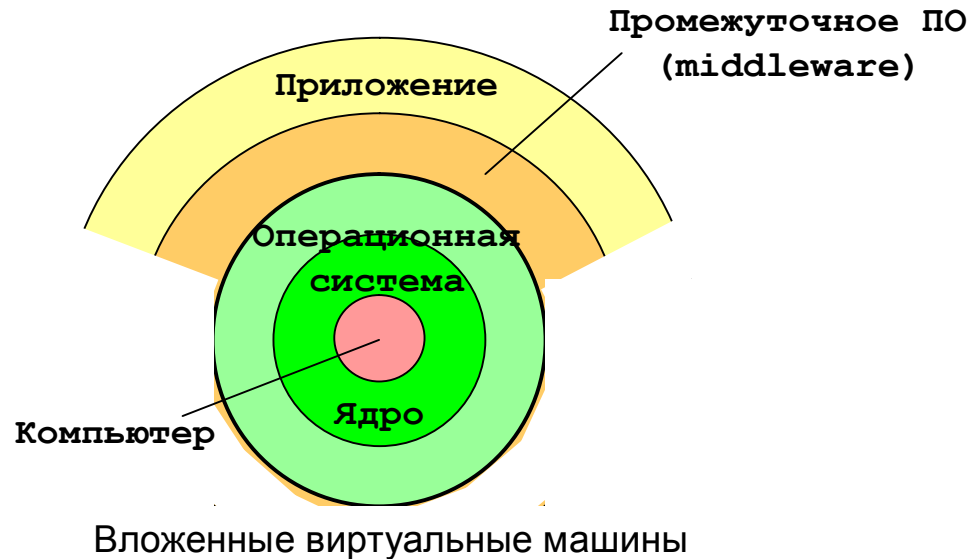 Промежуточное ПО
(middleware)
Приложение
Операционная
система
Ядро
Компьютер
Вложенные виртуальные машины